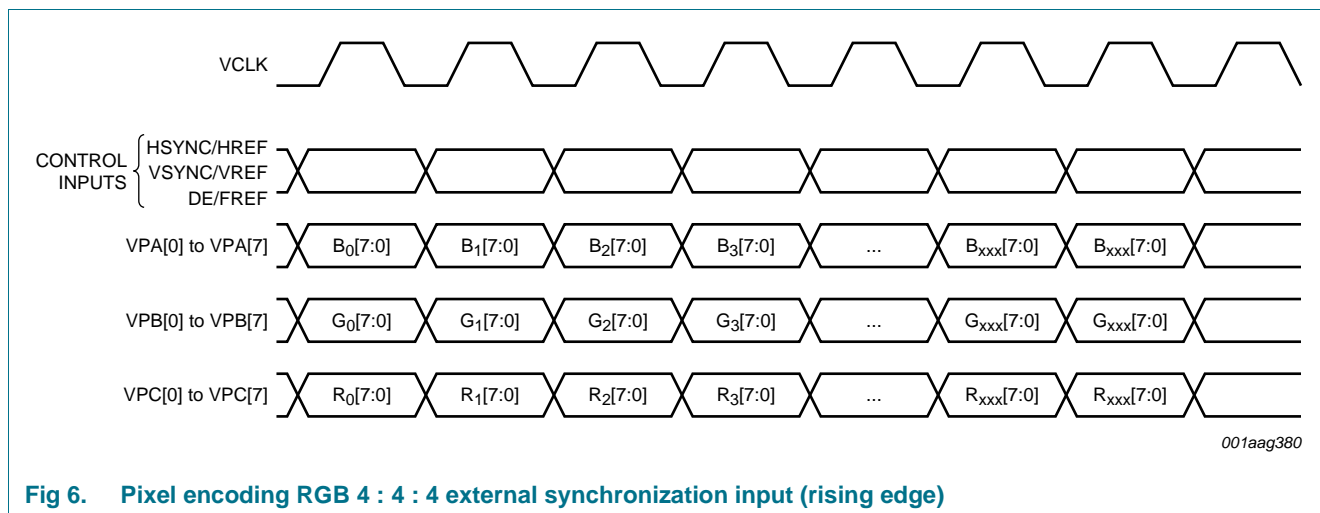 VCLK
CONTROL INPUTS
HSYNC/HREF
VSYNC/VREF
DE/FREF
VPA[0] to VPA[7] B0[7:0] B1[7:0] B2[7:0] B3[7:0] ... Bxxx[7:0] Bxxx[7:0]
VPB[0] to VPB[7] G0[7:0] G1[7:0] G2[7:0] G3[7:0] ... Gxxx[7:0] Gxxx[7:0]
VPC[0] to VPC[7] R0[7:0] R1[7:0] R2[7:0] R3[7:0] ... Rxxx[7:0] Rxxx[7:0]
001aag380
Fig 6. Pixel encoding RGB 4 : 4 : 4 external synchronization input (rising edge)